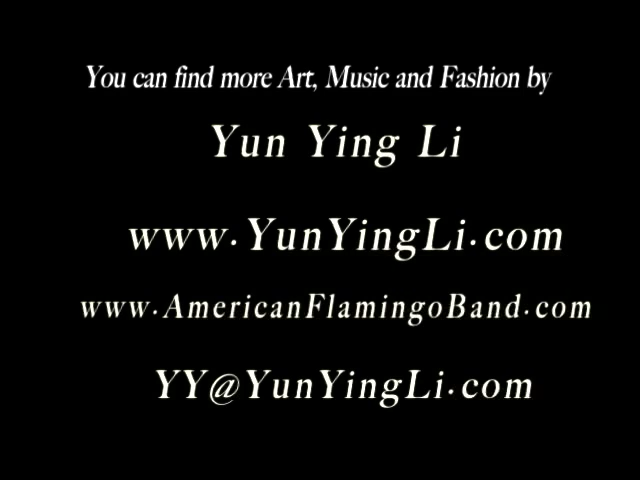 You can find more Art, Music and Fashion by
Yun Ying Li
www.YunYingLi.com
www.AmericanFlamingoBand.com
YY@YunYingLi.com